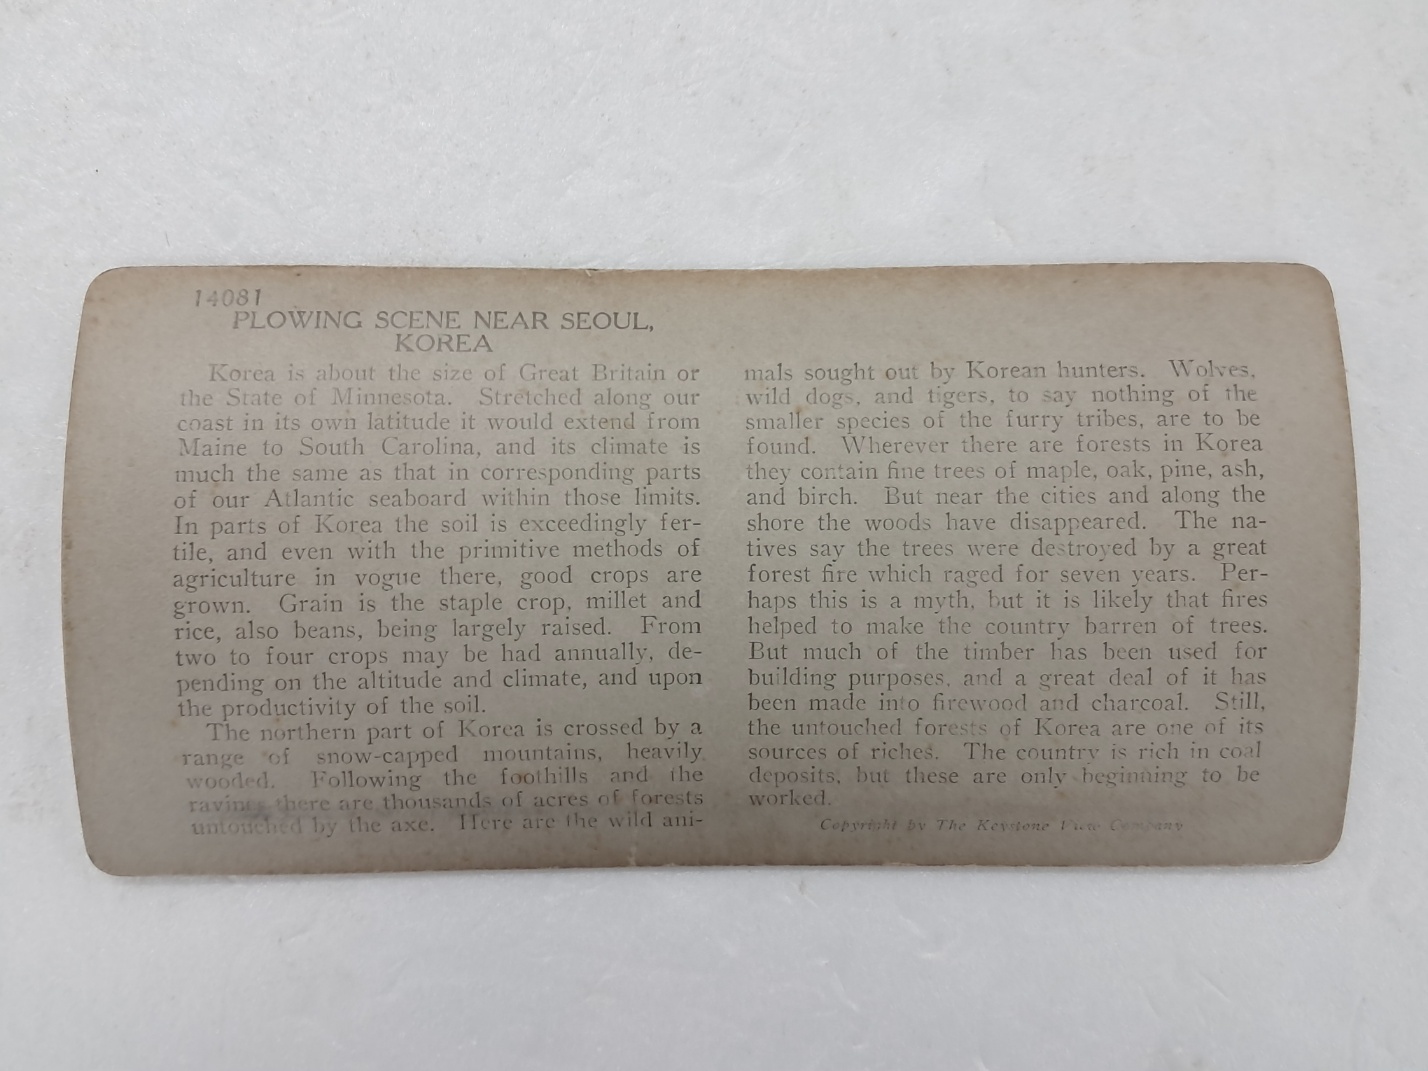 14081
PLOWING SCENE NEAR SEOUL,
KOREA
Korea is about the size of Great Britain or
the State of Minnesota. Stretched along our
coast in its own latitude it would extend from
Maine to South Carolina, and its climate is
much the same as that in corresponding parts
of our Atlantic seaboard within those limits.
In parts of Korea the soil is exceedingly fer-
tile, and even with the primitive methods of
agriculture in vogue there, good crops are
grown. Grain is the staple crop, millet and
rice, also beans, being largely raised. From
two to four crops may be had annually, de-
pending on the altitude and climate, and upon
the productivity of the soil.
The northern part of Korea is crossed by a
range of snow-capped mountains, heavily
wooded. Following the foothills and the
ravines there are thousands of acres of forests
untouched by the axe. Here are the wild ani-
mals sought out by Korean hunters. Wolves,
wild dogs, and tigers, to say nothing of the
smaller species of the furry tribes, are to be
found. Wherever there are forests in Korea
they contain fine trees of maple, oak, pine, ash,
and birch. But near the cities and along the
shore the woods have disappeared. The na-
tives say the trees were destroyed by a great
forest fire which raged for seven years. Per-
haps this is a myth, but it is likely that fires
helped to make the country barren of trees.
But much of the timber has been used for
building purposes, and a great deal of it has
been made into firewood and charcoal. Still,
the untouched forests of Korea are one of its
sources of riches. The country is rich in coal
deposits, but these are only beginning to be
worked.
Copyright by The Keystone View Company